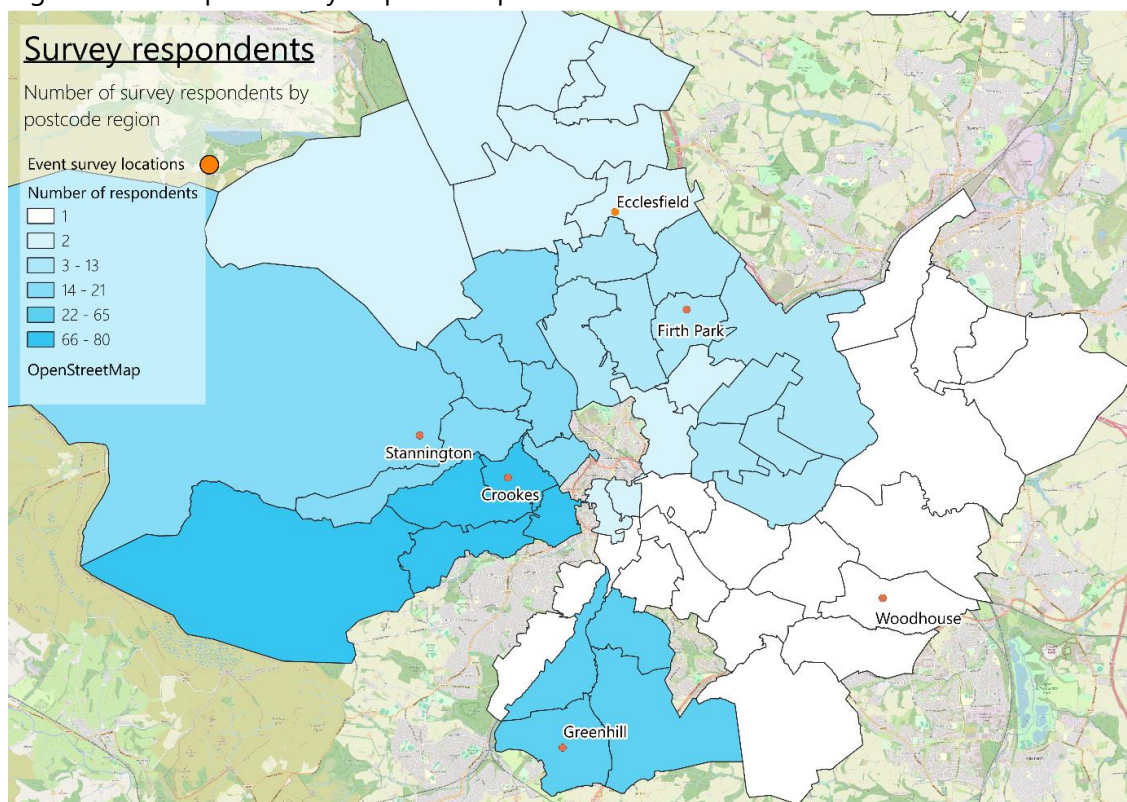 Survey respondents
Number of survey respondents by
postcode region
Event survey locations
Number of respondents
1
2
3 - 13
14 - 21
22 - 65
66 - 80
OpenStreetMap
Ecclesfield
Firth Park
Stannington
Crookes
Woodhouse
Greenhill